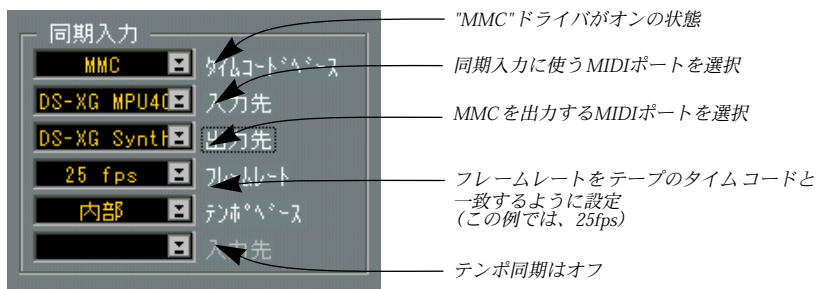 同期入力
MMC
タイムコードベース
DS-XG MPU40
入力先
DS-XG Synth
出力先
25 fps
フレームレート
内部
テンポベース
入力先
"MMC"ドライバがオンの状態
同期入力に使うMIDIポートを選択
MMCを出力するMIDIポートを選択
フレームレートをテープのタイムコードと
一致するように設定
(この例では、25fps)
テンポ同期はオフ